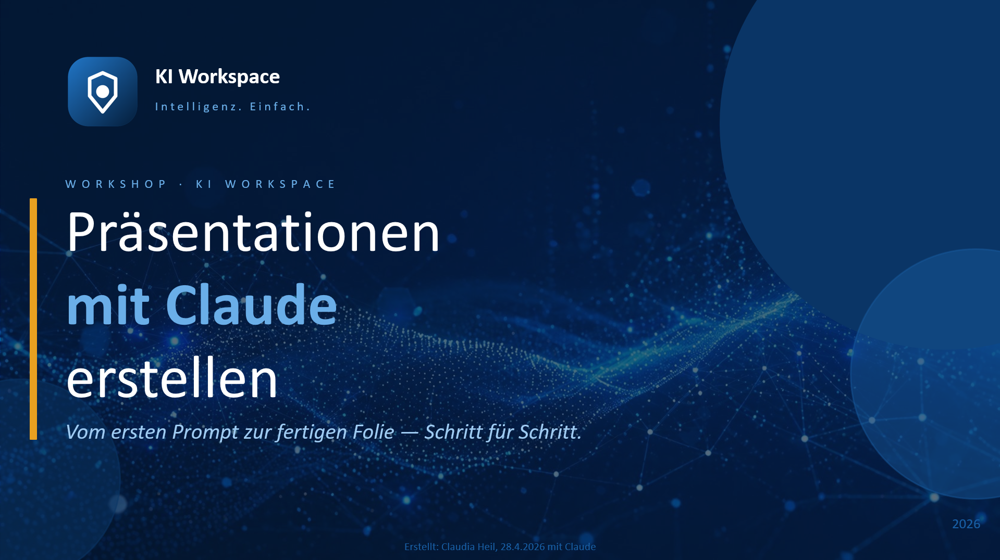 KI Workspace
Intelligenz. Einfach.
WORKSHOP · KI WORKSPACE
Präsentationen
mit Claude
erstellen
Vom ersten Prompt zur fertigen Folie — Schritt für Schritt.
2026
Erstellt: Claudia Heil, 28.4.2026 mit Claude